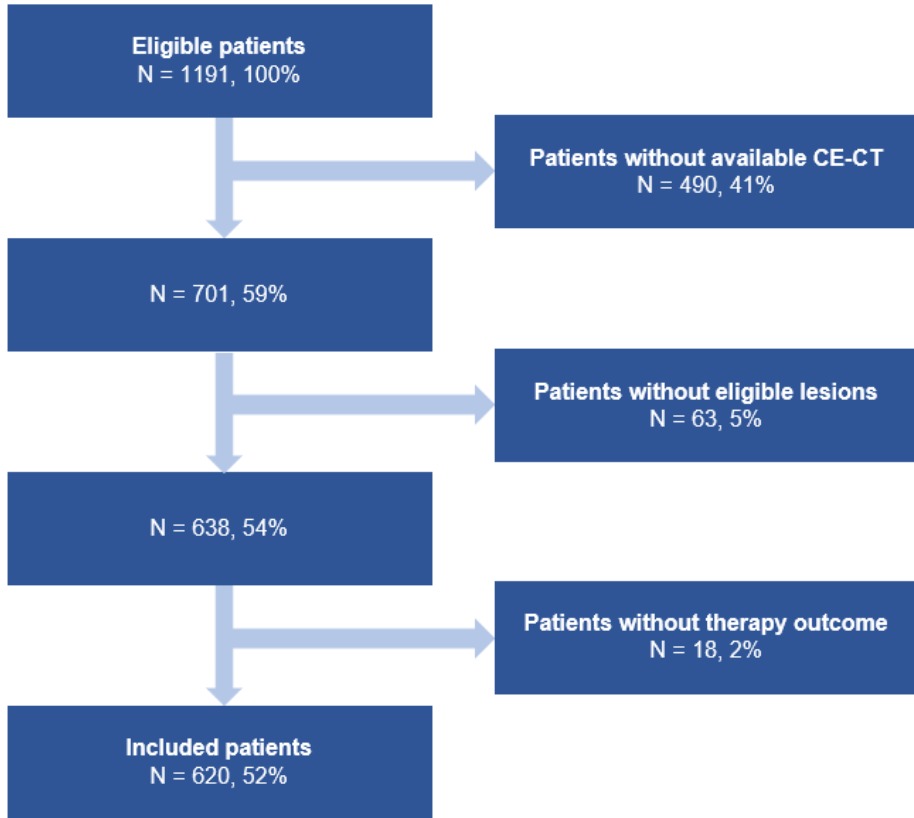 Eligible patients
N = 1191, 100%
Patients without available CE-CT
N = 490, 41%
N = 701, 59%
Patients without eligible lesions
N = 63, 5%
N = 638, 54%
Patients without therapy outcome
N = 18, 2%
Included patients
N = 620, 52%